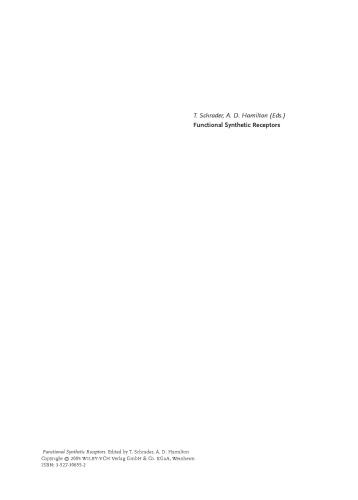 T. Schrader, A. D. Hamilton (Eds.)
Functional Synthetic Receptors
Functional Synthetic Receptors. Edited by T. Schrader, A. D. Hamilton
Copyright © 2005 WILEY-VCH Verlag GmbH & Co. KGaA, Weinheim
ISBN: 3-527-30655-2